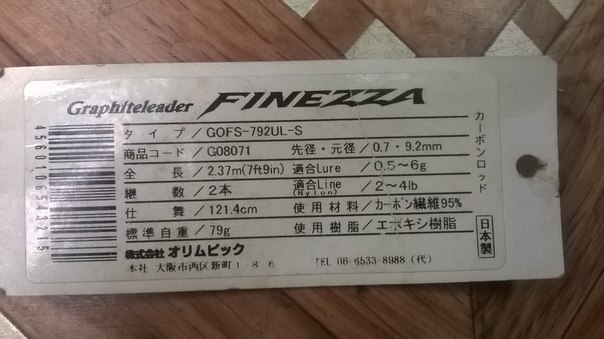 Graphiteleader FINEZZA
タイプ／GOFS-792UL-S
商品コード／G08071 先径・元径／0.7・9.2mm
全長／2.37m(7ft9in) 適合Lure／0.5～6g
継数／2本 適合Line(Nylon)／2～4lb
仕舞／121.4cm 使用材料／カーボン繊維95%
標準自重／79g 使用樹脂／エポキシ樹脂
株式会社オリムピック
本社 大阪市西区新町1-8-6 TEL 06-6533-8988（代）
カーボンロッド
日本製